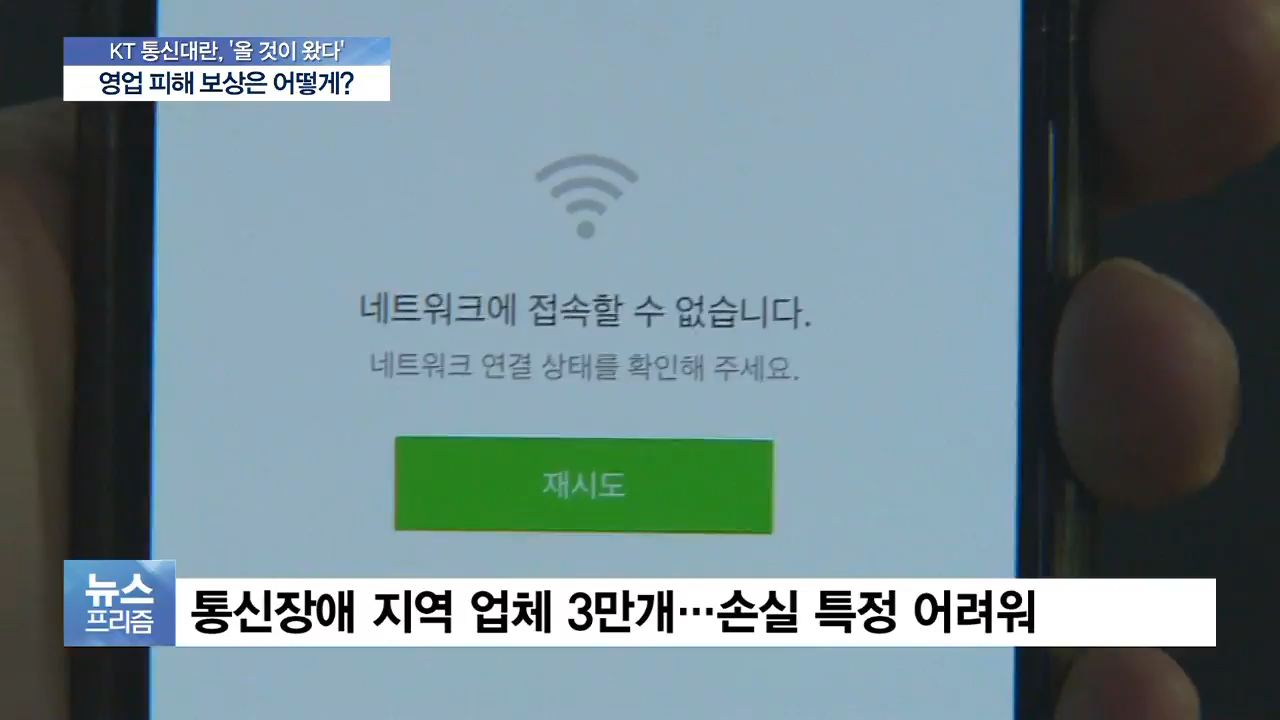 KT 통신대란, '올 것이 왔다'
영업 피해 보상은 어떻게?
네트워크에 접속할 수 없습니다.
네트워크 연결 상태를 확인해 주세요.
재시도
뉴스
프리즘
통신장애 지역 업체 3만개…손실 특정 어려워